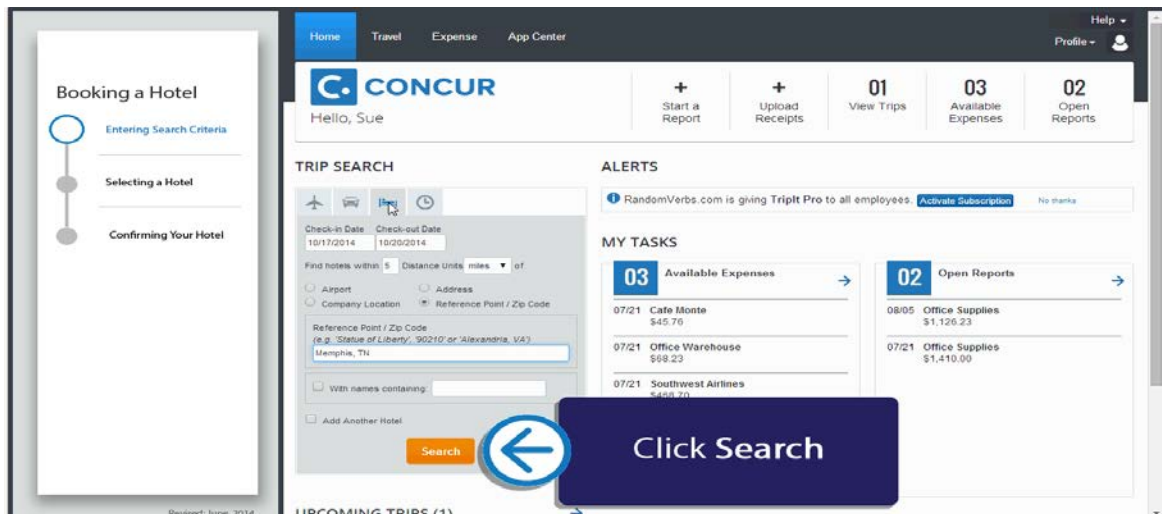 Booking a Hotel
Entering Search Criteria
Selecting a Hotel
Confirming Your Hotel
Revised: June, 2014
Home Travel Expense App Center
Help
Profile
C. CONCUR
Hello, Sue
+ Start a Report
+ Upload Receipts
01 View Trips
03 Available Expenses
02 Open Reports
TRIP SEARCH
Check-in Date Check-out Date
10/17/2014 10/20/2014
Find hotels within 5 Distance Units miles of
Airport Address
Company Location Reference Point / Zip Code
Reference Point / Zip Code
(e.g. 'Statue of Liberty', '90210' or 'Alexandria, VA')
Memphis, TN
With names containing:
Add Another Hotel
Search
Click Search
UPCOMING TRIPS (1)
ALERTS
RandomVerbs.com is giving TripIt Pro to all employees. Activate Subscription No thanks
MY TASKS
03 Available Expenses
07/21 Cafe Monte
$45.76
07/21 Office Warehouse
$68.23
07/21 Southwest Airlines
$468.70
02 Open Reports
08/05 Office Supplies
$1,126.23
07/21 Office Supplies
$1,410.00